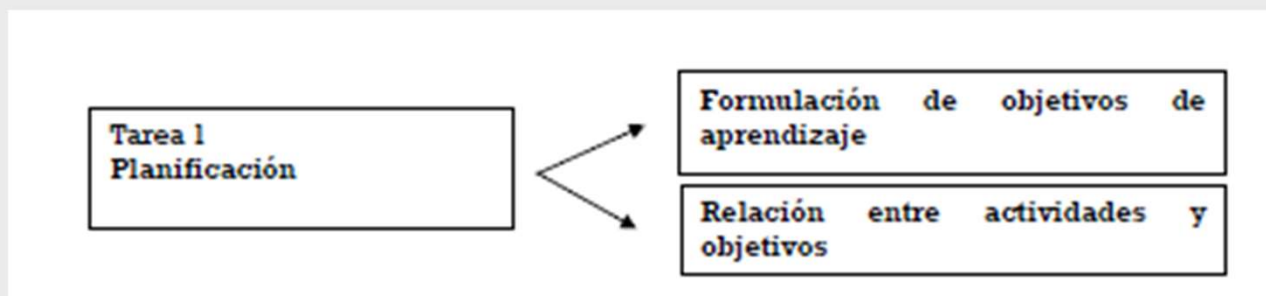 Tarea 1
Planificación
Formulación de objetivos de
aprendizaje
Relación entre actividades y
objetivos